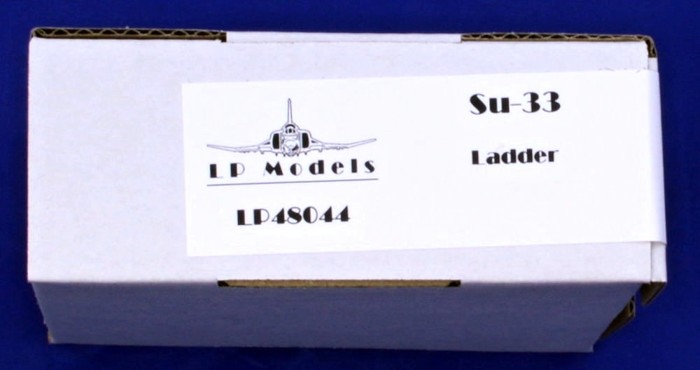 LP Models
LP48044
Su-33
Ladder